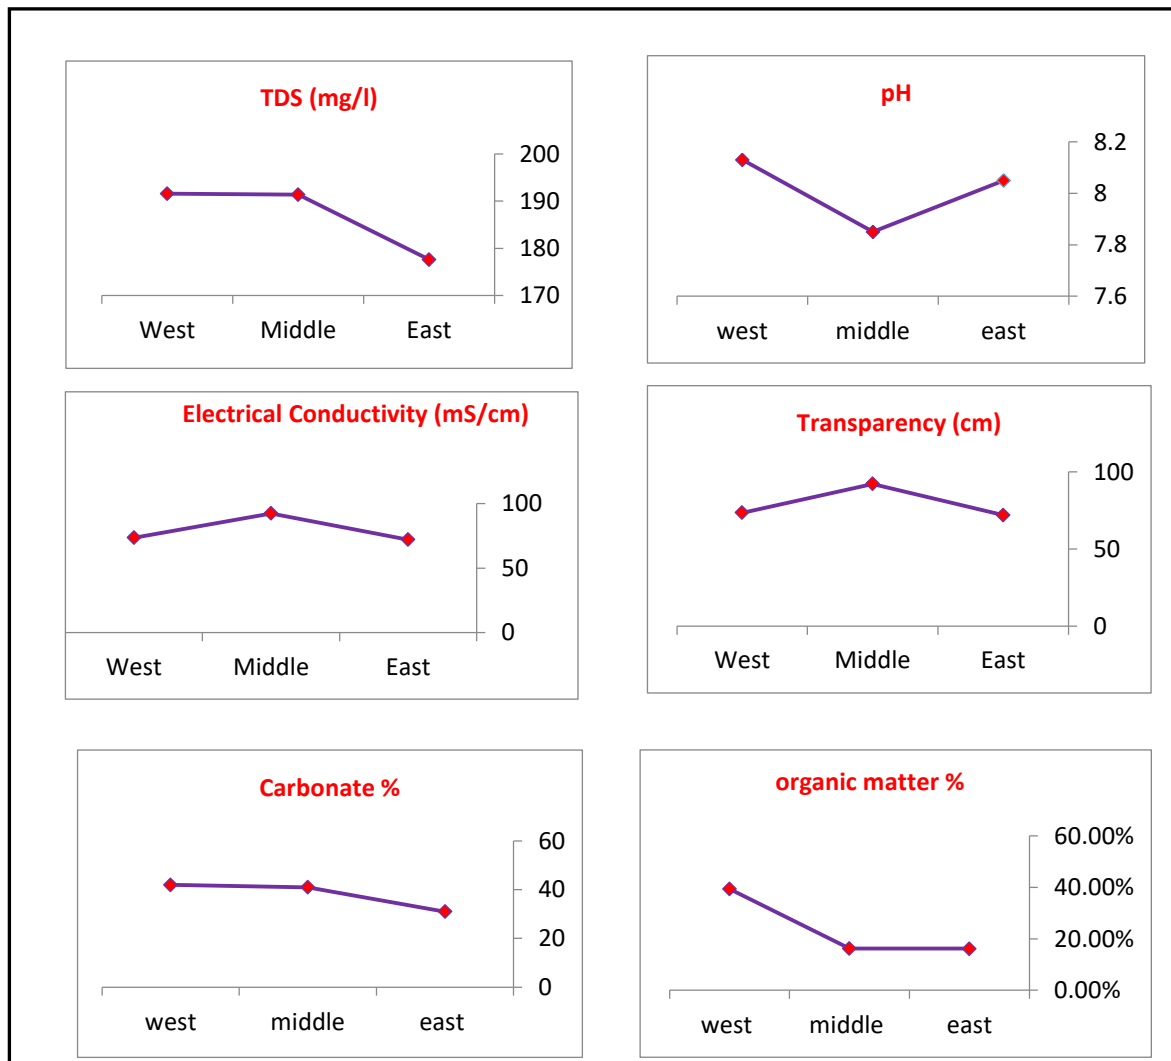 TDS (mg/l)
200
190
180
170
West Middle East
pH
8.2
8
7.8
7.6
west middle east
Electrical Conductivity (mS/cm)
100
50
0
West Middle East
Transparency (cm)
100
50
0
West Middle East
Carbonate %
60
40
20
0
west middle east
organic matter %
60.00%
40.00%
20.00%
0.00%
west middle east